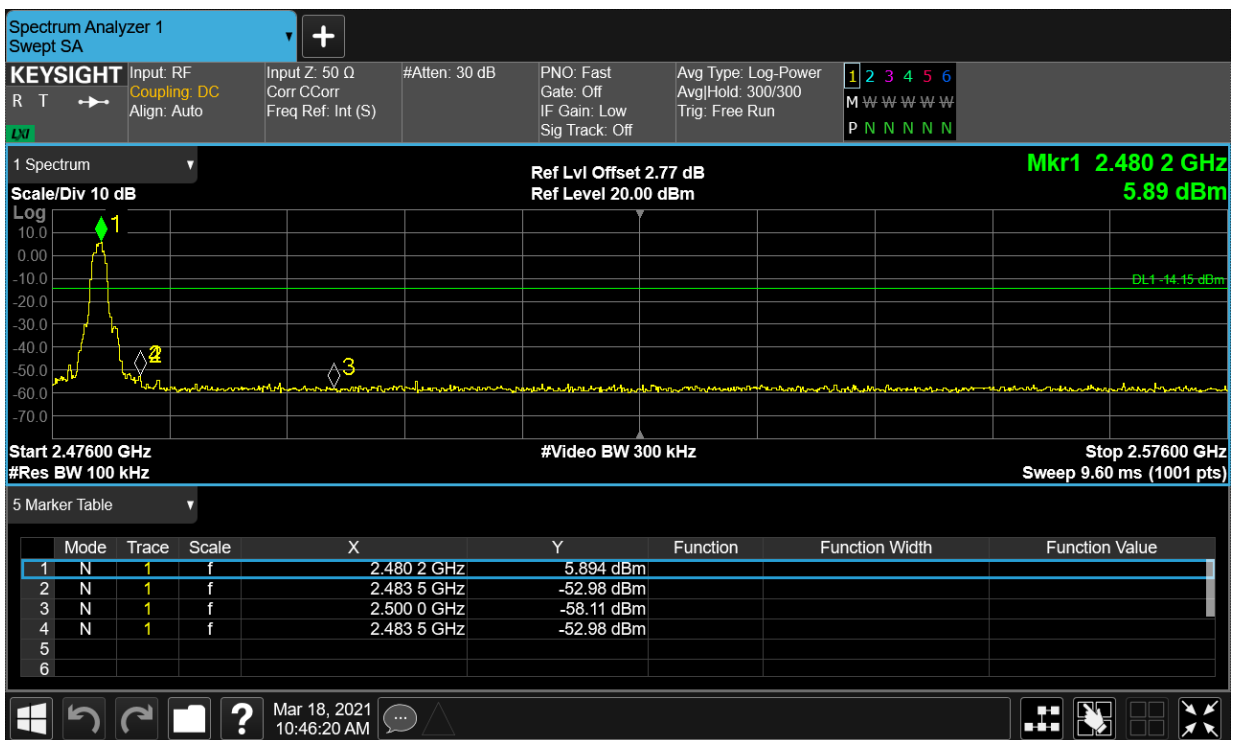 Spectrum Analyzer 1
Swept SA
KEYSIGHT
R T
LXI
Input: RF
Coupling: DC
Align: Auto
Input Z: 50 Ω
Corr CCorr
Freq Ref: Int (S)
#Atten: 30 dB
PNO: Fast
Gate: Off
IF Gain: Low
Sig Track: Off
Avg Type: Log-Power
Avg|Hold: 300/300
Trig: Free Run
1 2 3 4 5 6
M W W W W W
P N N N N N
1 Spectrum
Scale/Div 10 dB
Ref Lvl Offset 2.77 dB
Ref Level 20.00 dBm
Mkr1 2.480 2 GHz
5.89 dBm
Log
10.0
0.00
-10.0
-20.0
-30.0
-40.0
-50.0
-60.0
-70.0
1
3
DL1 -14.15 dBm
Start 2.47600 GHz
#Res BW 100 kHz
#Video BW 300 kHz
Stop 2.57600 GHz
Sweep 9.60 ms (1001 pts)
5 Marker Table
Mode Trace Scale X Y Function Function Width Function Value
1 N 1 f 2.480 2 GHz 5.894 dBm
2 N 1 f 2.483 5 GHz -52.98 dBm
3 N 1 f 2.500 0 GHz -58.11 dBm
4 N 1 f 2.483 5 GHz -52.98 dBm
5
6
?
Mar 18, 2021
10:46:20 AM